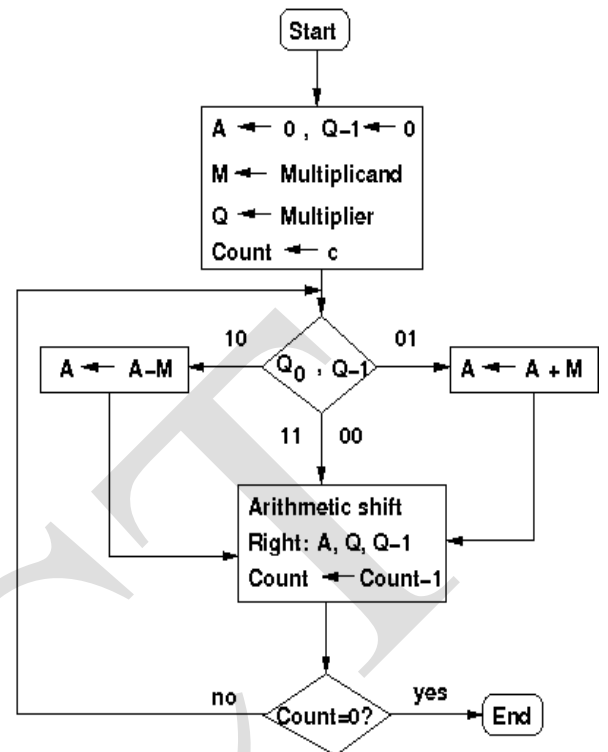 Start
A ← 0 , Q-1 ← 0
M ← Multiplicand
Q ← Multiplier
Count ← c
10
01
A ← A-M
Q0 , Q-1
A ← A + M
11 00
Arithmetic shift
Right: A, Q, Q-1
Count ← Count-1
no
Count=0?
yes
End